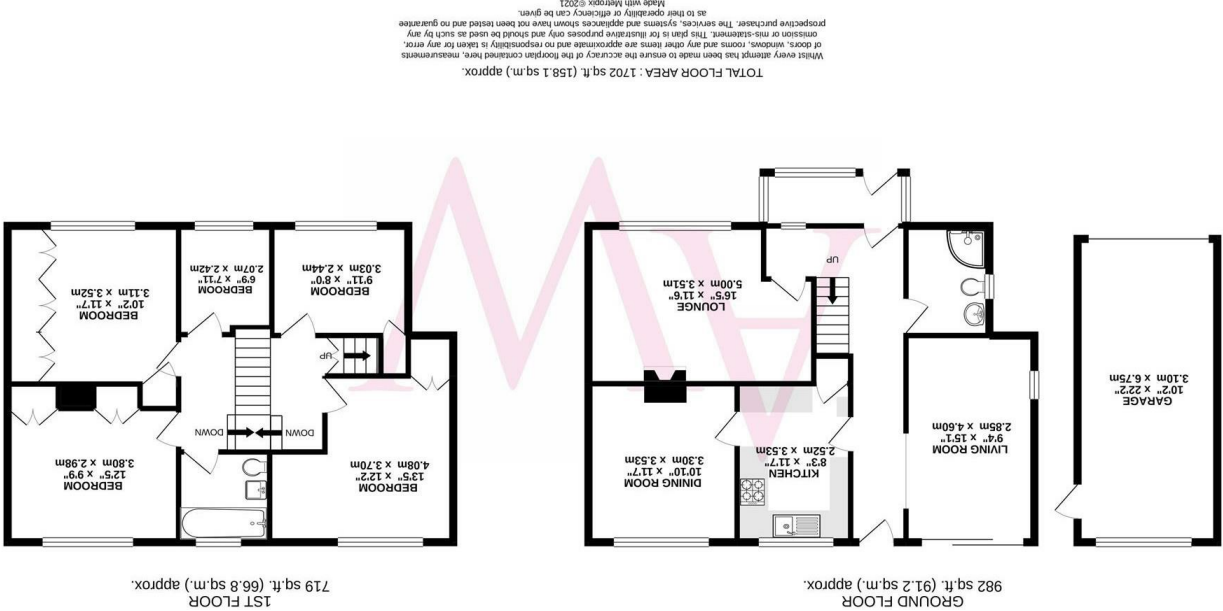 GROUND FLOOR
982 sq.ft. (91.2 sq.m.) approx.
GARAGE
10'2" x 22'2"
3.10m x 6.75m
LIVING ROOM
9'4" x 15'1"
2.85m x 4.60m
KITCHEN
8'3" x 11'7"
2.52m x 3.53m
DINING ROOM
10'10" x 11'7"
3.30m x 3.53m
LOUNGE
16'5" x 11'6"
5.00m x 3.51m
UP
1ST FLOOR
719 sq.ft. (66.8 sq.m.) approx.
BEDROOM
13'5" x 12'2"
4.08m x 3.70m
BEDROOM
12'5" x 9'9"
3.80m x 2.98m
DOWN
DOWN
UP
BEDROOM
9'11" x 8'0"
3.03m x 2.44m
BEDROOM
6'9" x 7'11"
2.07m x 2.42m
BEDROOM
10'2" x 11'7"
3.11m x 3.52m
TOTAL FLOOR AREA : 1702 sq.ft. (158.1 sq.m.) approx.
Whilst every attempt has been made to ensure the accuracy of the floorplan contained here, measurements
of doors, windows, rooms and any other items are approximate and no responsibility is taken for any error,
omission or mis-statement. This plan is for illustrative purposes only and should be used as such by any
prospective purchaser. The services, systems and appliances shown have not been tested and no guarantee
as to their operability or efficiency can be given.
Made with Metropix ©2021